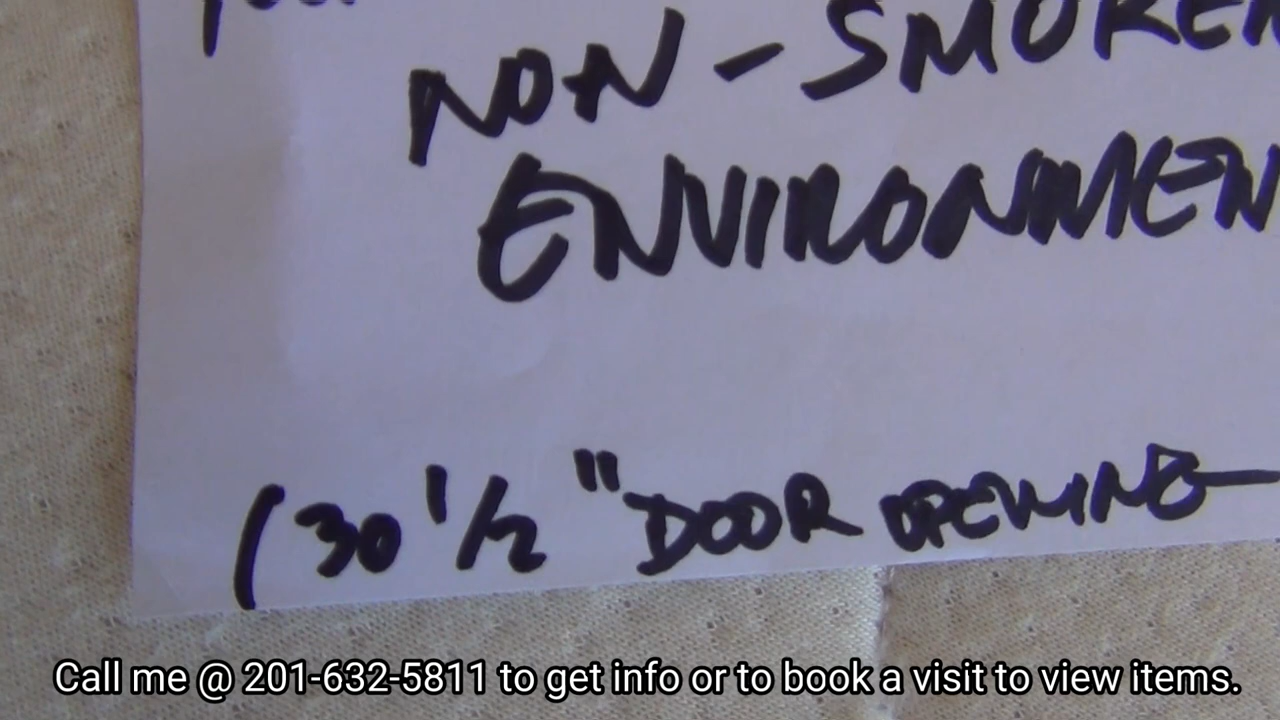 NON-SMOKER
ENVIRONMEN
(30 1/2 "DOOR OPENING-
Call me @ 201-632-5811 to get info or to book a visit to view items.